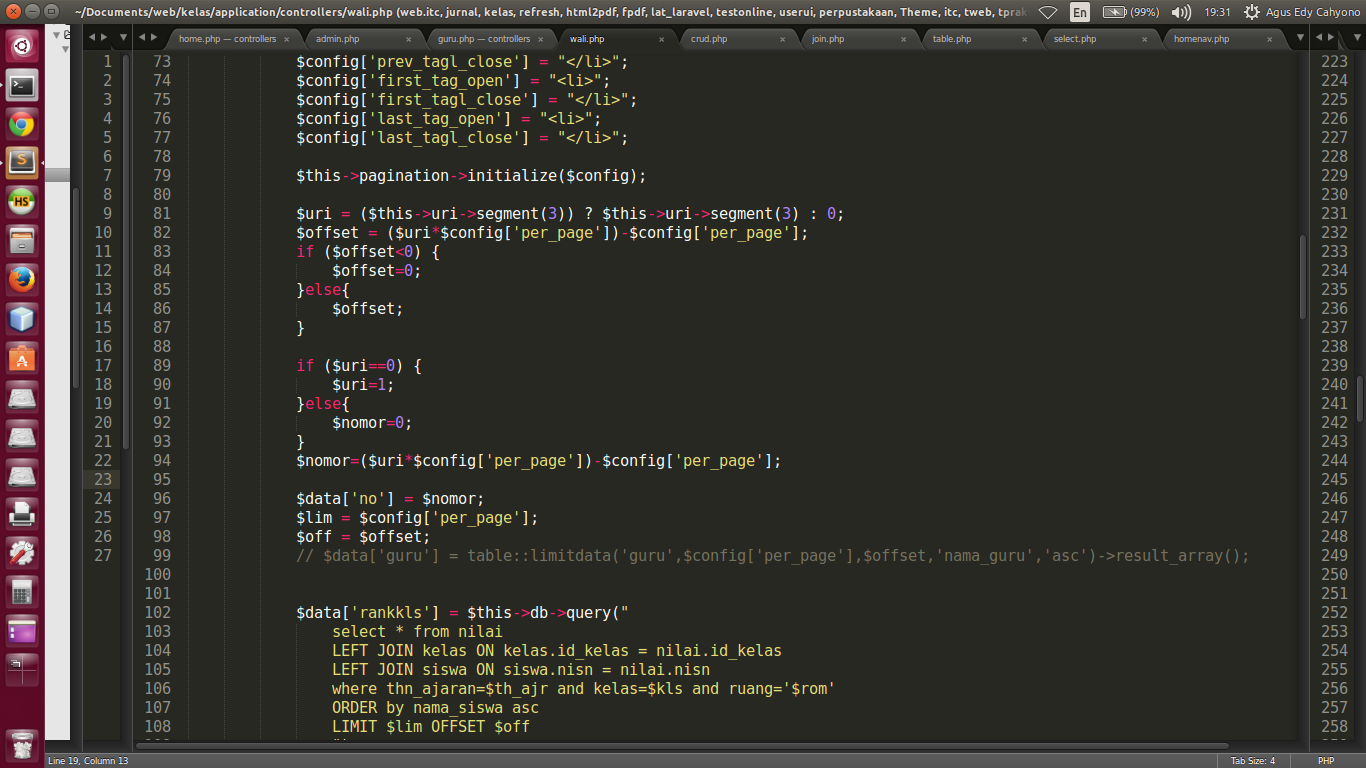 ~/Documents/web/kelas/application/controllers/wali.php (web.itc, jurnal, kelas, refresh, html2pdf, fpdf, lat_laravel, testonline, userui, perpustakaan, Theme, itc, tweb, tprak
En
(99%)
19:31
Agus Edy Cahyono
home.php — controllers
admin.php
guru.php — controllers
wali.php
crud.php
join.php
table.php
select.php
homenav.php
1 73 $config['prev_tagl_close'] = "</li>"; 223
2 74 $config['first_tag_open'] = "<li>"; 224
3 75 $config['first_tagl_close'] = "</li>"; 225
4 76 $config['last_tag_open'] = "<li>"; 226
5 77 $config['last_tagl_close'] = "</li>"; 227
6 78 228
7 79 $this->pagination->initialize($config); 229
8 80 230
9 81 $uri = ($this->uri->segment(3)) ? $this->uri->segment(3) : 0; 231
10 82 $offset = ($uri*$config['per_page'])-$config['per_page']; 232
11 83 if ($offset<0) { 233
12 84 $offset=0; 234
13 85 }else{ 235
14 86 $offset; 236
15 87 } 237
16 88 238
17 89 if ($uri==0) { 239
18 90 $uri=1; 240
19 91 }else{ 241
20 92 $nomor=0; 242
21 93 } 243
22 94 $nomor=($uri*$config['per_page'])-$config['per_page']; 244
23 95 245
24 96 $data['no'] = $nomor; 246
25 97 $lim = $config['per_page']; 247
26 98 $off = $offset; 248
27 99 // $data['guru'] = table::limitdata('guru',$config['per_page'],$offset,'nama_guru','asc')->result_array(); 249
100 250
101 251
102 $data['rankkls'] = $this->db->query(" 252
103 select * from nilai 253
104 LEFT JOIN kelas ON kelas.id_kelas = nilai.id_kelas 254
105 LEFT JOIN siswa ON siswa.nisn = nilai.nisn 255
106 where thn_ajaran=$th_ajr and kelas=$kls and ruang='$rom' 256
107 ORDER by nama_siswa asc 257
108 LIMIT $lim OFFSET $off 258
Line 19, Column 13
Tab Size: 4
PHP